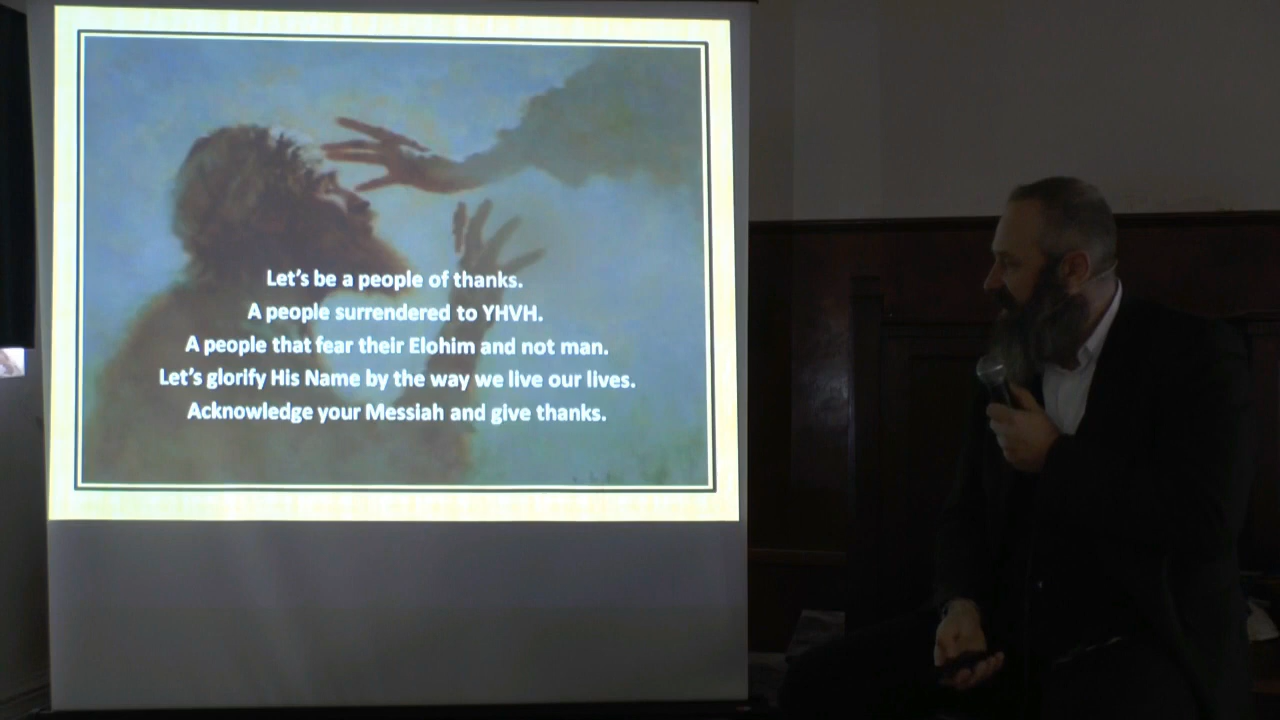 Let's be a people of thanks.
A people surrendered to YHVH.
A people that fear their Elohim and not man.
Let's glorify His Name by the way we live our lives.
Acknowledge your Messiah and give thanks.